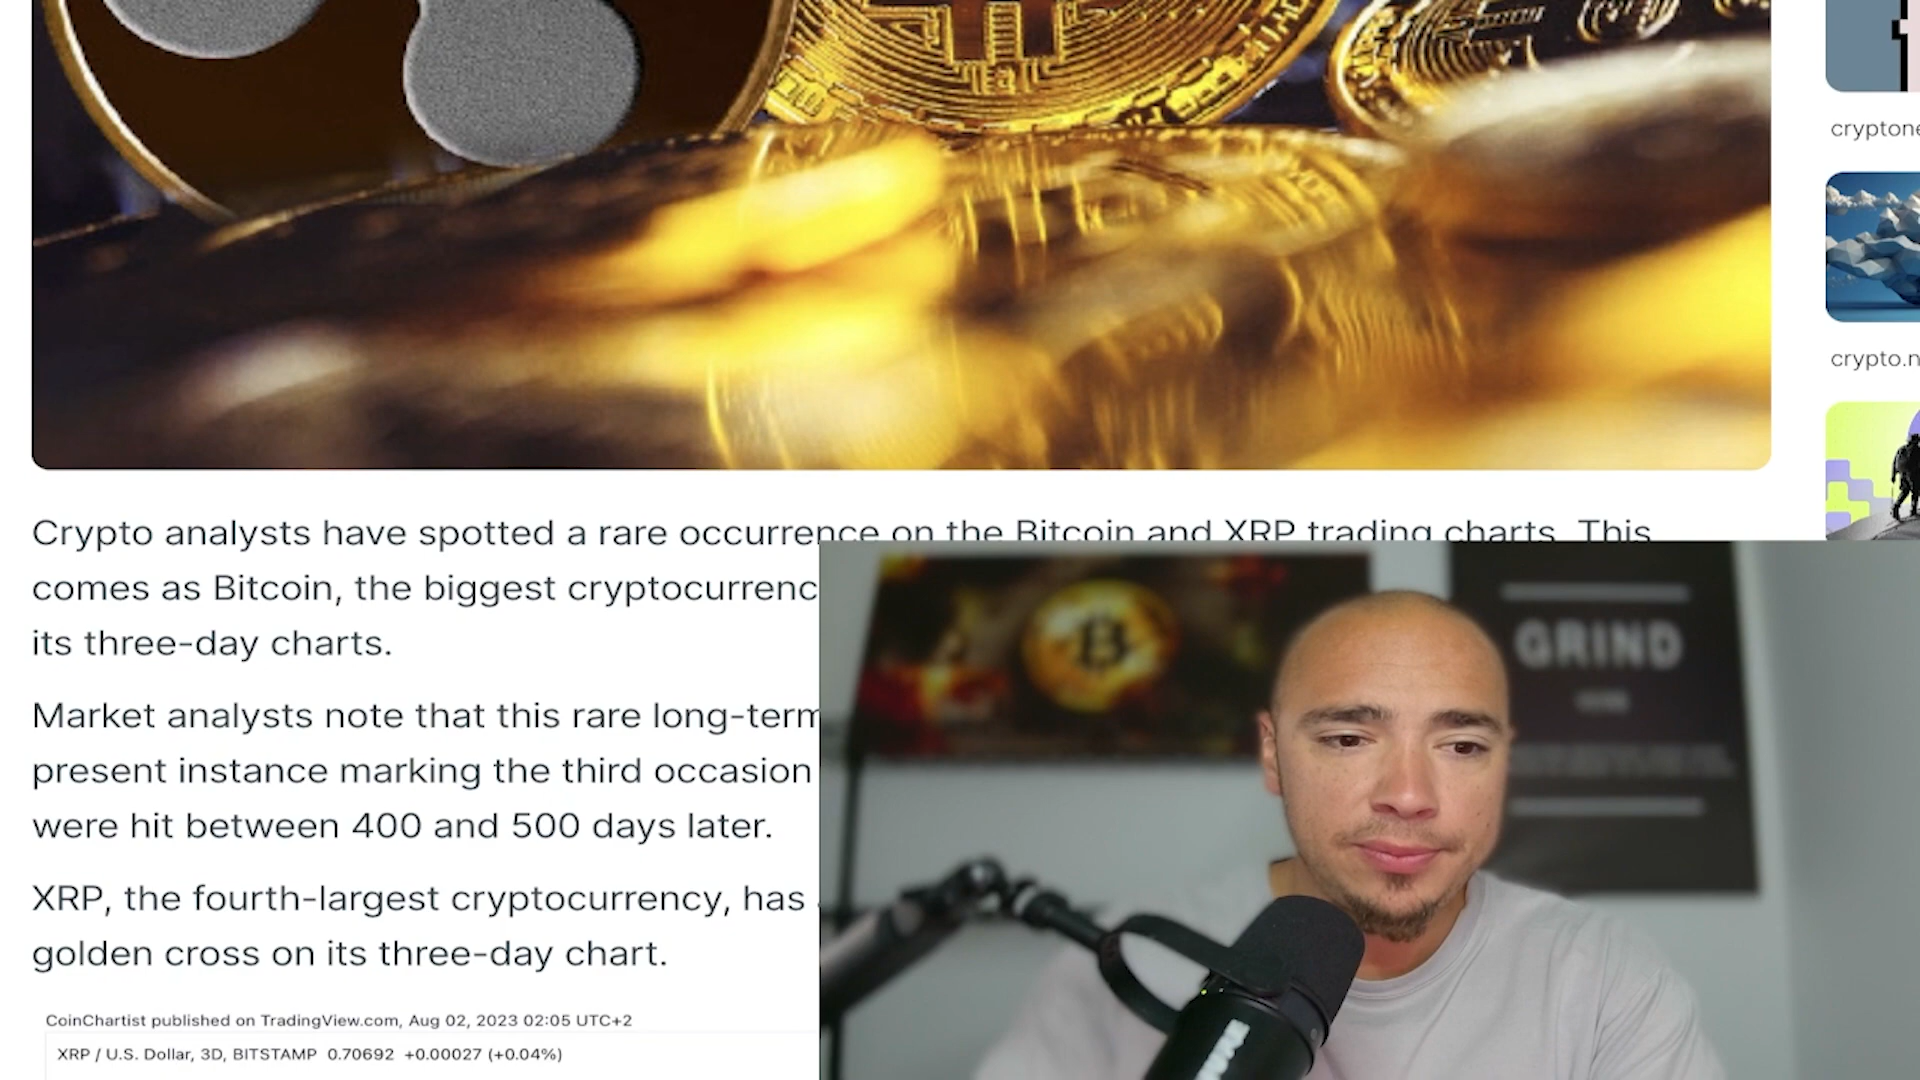 cryptone
crypto.n
Crypto analysts have spotted a rare occurrence on the Bitcoin and XRP trading charts. This
comes as Bitcoin, the biggest cryptocurrenc
its three-day charts.
Market analysts note that this rare long-term
present instance marking the third occasion
were hit between 400 and 500 days later.
XRP, the fourth-largest cryptocurrency, has
golden cross on its three-day chart.
CoinChartist published on TradingView.com, Aug 02, 2023 02:05 UTC+2
XRP / U.S. Dollar, 3D, BITSTAMP 0.70692 +0.00027 (+0.04%)
B
GRIND